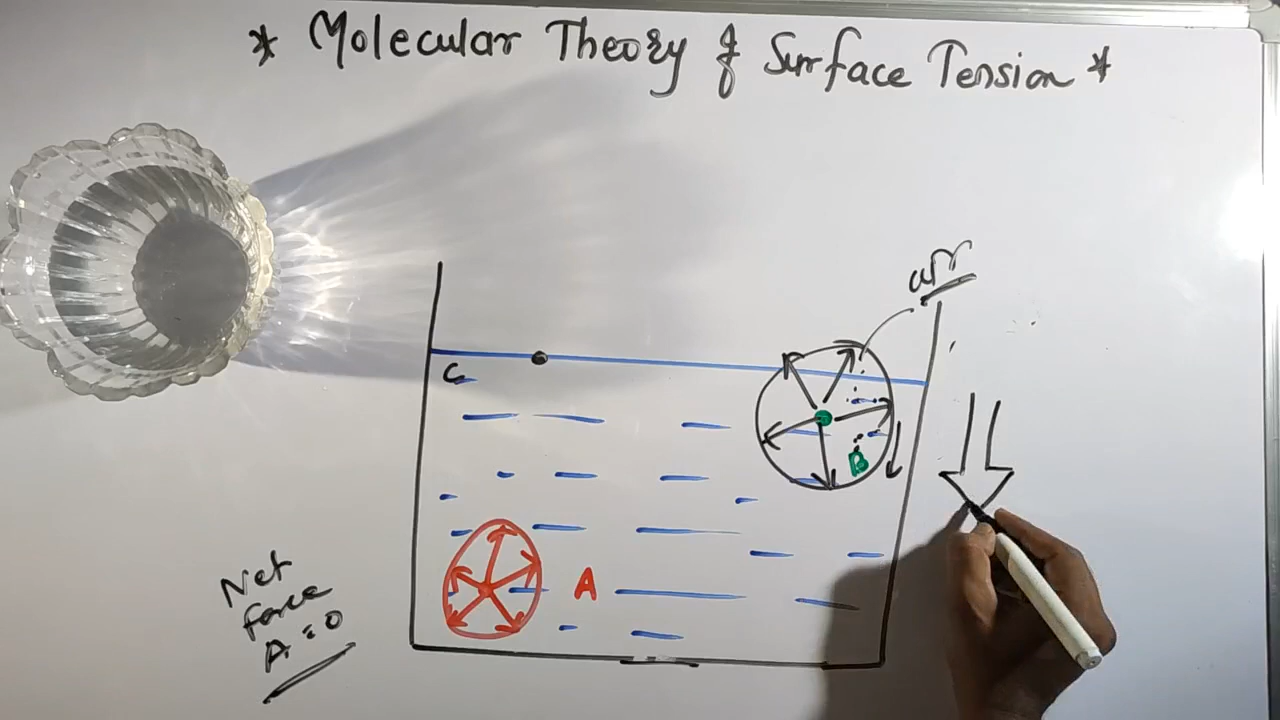 * Molecular Theory of Surface Tension *
air
C
B
A
Net
force
A = 0